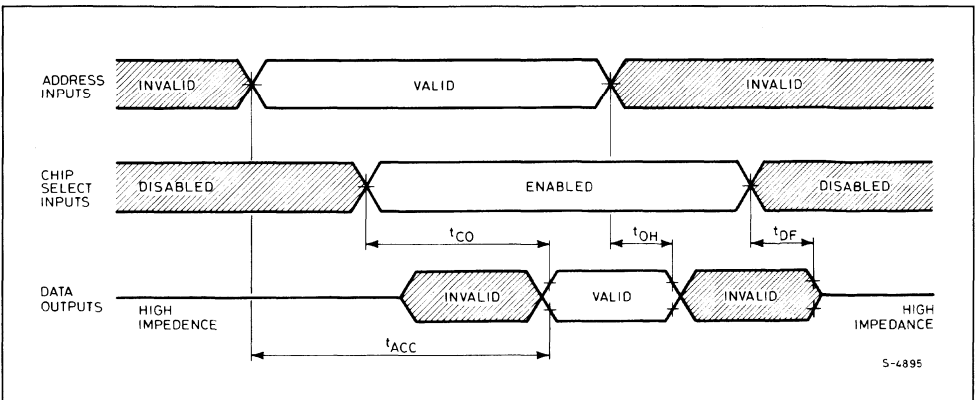 ADDRESS
INPUTS
INVALID
VALID
INVALID
CHIP
SELECT
INPUTS
DISABLED
ENABLED
DISABLED
tCO
tOH
tDF
DATA
OUTPUTS
HIGH
IMPEDENCE
INVALID
VALID
INVALID
HIGH
IMPEDANCE
tACC
S-4895